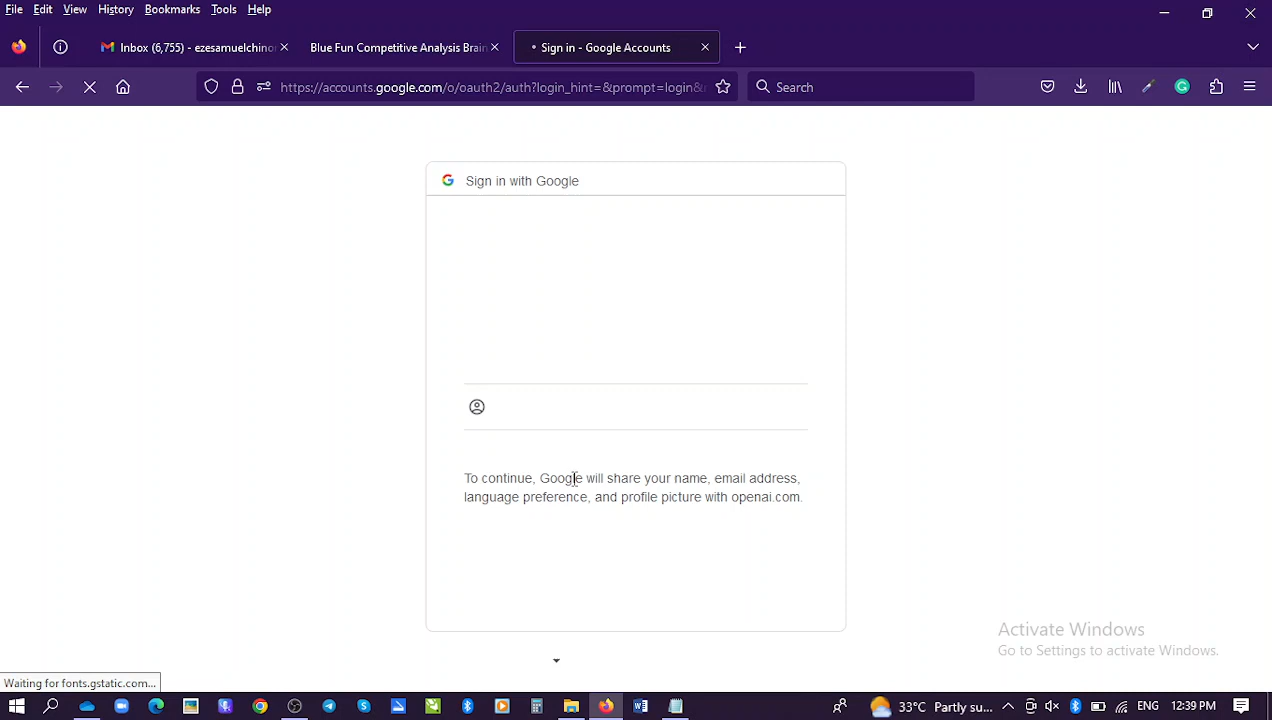 File Edit View History Bookmarks Tools Help
Inbox (6,755) - ezesamuelchino
Blue Fun Competitive Analysis Brain
Sign in - Google Accounts
https://accounts.google.com/o/oauth2/auth?login_hint=&prompt=login&
Search
Sign in with Google
To continue, Google will share your name, email address,
language preference, and profile picture with openai.com.
Activate Windows
Go to Settings to activate Windows.
Waiting for fonts.gstatic.com...
33°C Partly su... ENG 12:39 PM